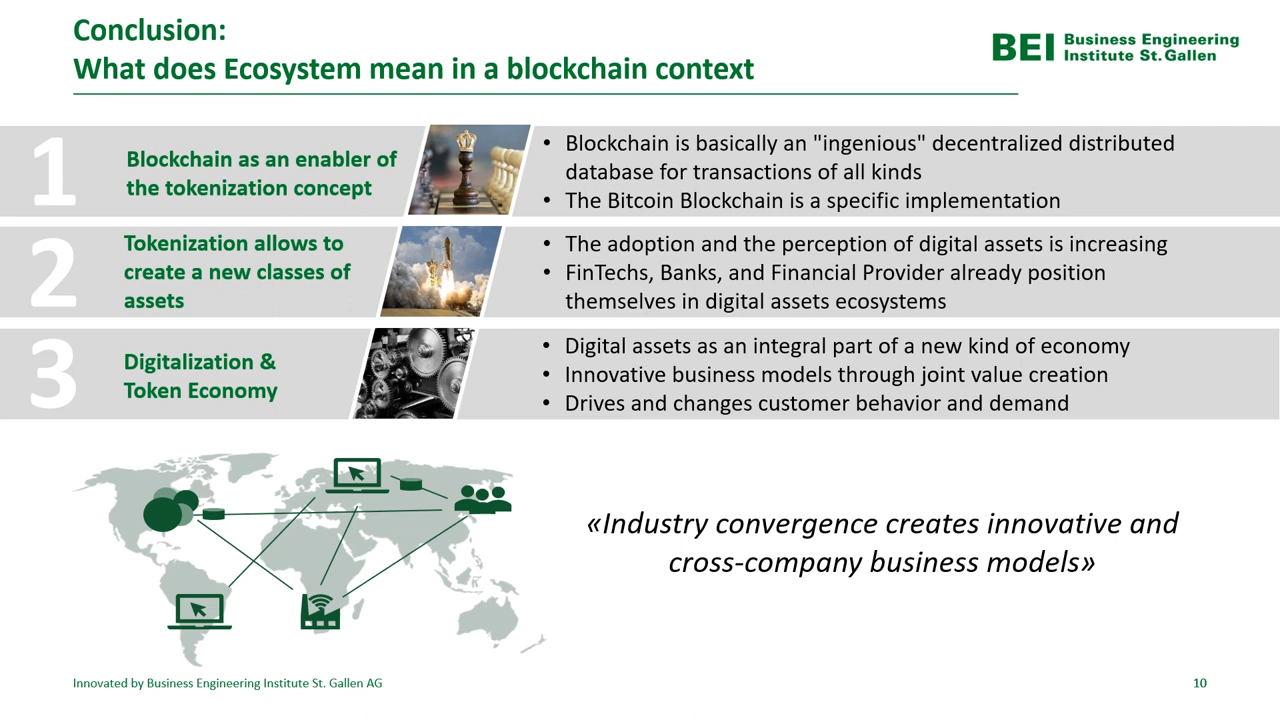 Conclusion:
What does Ecosystem mean in a blockchain context
BEI Business Engineering
Institute St. Gallen
1
Blockchain as an enabler of
the tokenization concept
• Blockchain is basically an "ingenious" decentralized distributed
database for transactions of all kinds
• The Bitcoin Blockchain is a specific implementation
2
Tokenization allows to
create a new classes of
assets
• The adoption and the perception of digital assets is increasing
• FinTechs, Banks, and Financial Provider already position
themselves in digital assets ecosystems
3
Digitalization &
Token Economy
• Digital assets as an integral part of a new kind of economy
• Innovative business models through joint value creation
• Drives and changes customer behavior and demand
«Industry convergence creates innovative and
cross-company business models»
Innovated by Business Engineering Institute St. Gallen AG
10